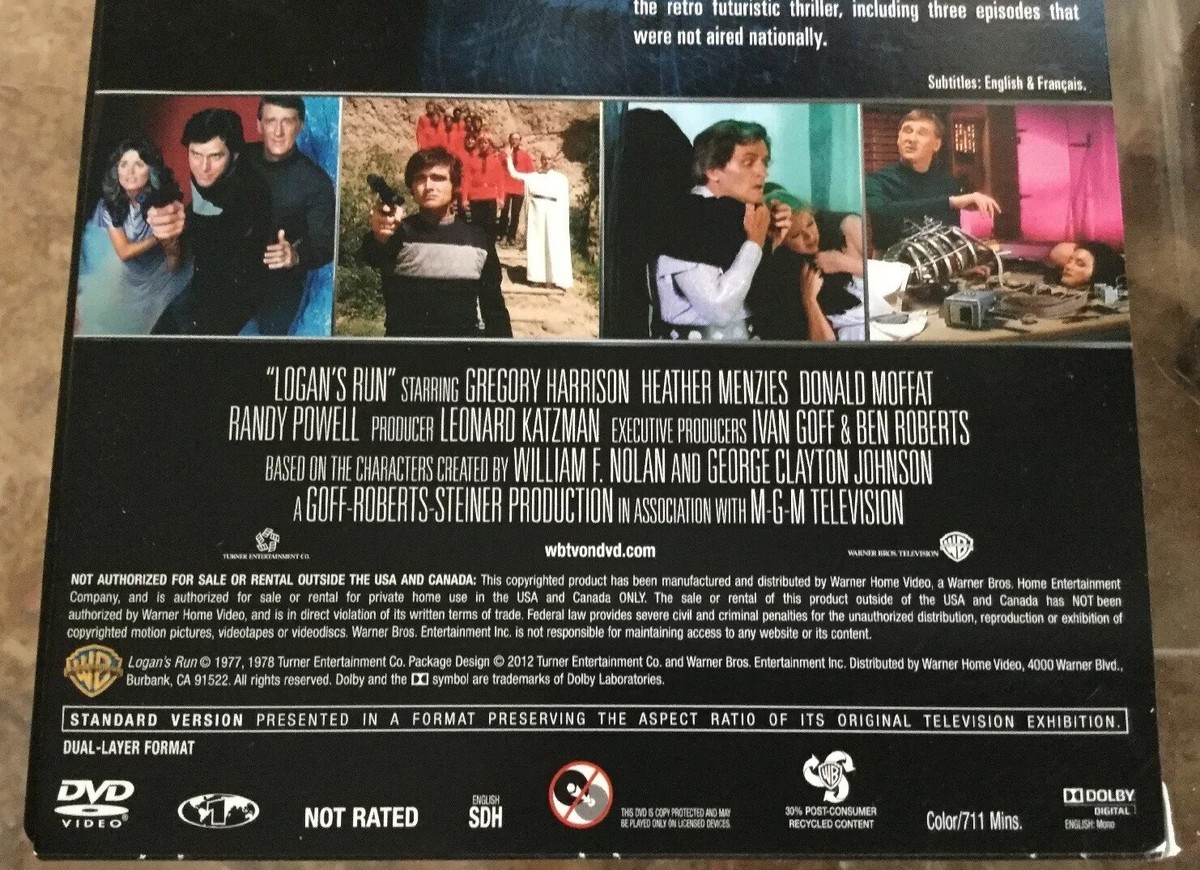 the retro futuristic thriller, including three episodes that
were not aired nationally.
Subtitles: English & Français.
"LOGAN'S RUN" STARRING GREGORY HARRISON HEATHER MENZIES DONALD MOFFAT
RANDY POWELL PRODUCER LEONARD KATZMAN EXECUTIVE PRODUCERS IVAN GOFF & BEN ROBERTS
BASED ON THE CHARACTERS CREATED BY WILLIAM F. NOLAN AND GEORGE CLAYTON JOHNSON
A GOFF-ROBERTS-STEINER PRODUCTION IN ASSOCIATION WITH M-G-M TELEVISION
TURNER ENTERTAINMENT CO.
wbtvondvd.com
WARNER BROS. TELEVISION
WB
NOT AUTHORIZED FOR SALE OR RENTAL OUTSIDE THE USA AND CANADA: This copyrighted product has been manufactured and distributed by Warner Home Video, a Warner Bros. Home Entertainment
Company, and is authorized for sale or rental for private home use in the USA and Canada ONLY. The sale or rental of this product outside of the USA and Canada has NOT been
authorized by Warner Home Video, and is in direct violation of its written terms of trade. Federal law provides severe civil and criminal penalties for the unauthorized distribution, reproduction or exhibition of
copyrighted motion pictures, videotapes or videodiscs. Warner Bros. Entertainment Inc. is not responsible for maintaining access to any website or its content.
WB
Logan's Run © 1977, 1978 Turner Entertainment Co. Package Design © 2012 Turner Entertainment Co. and Warner Bros. Entertainment Inc. Distributed by Warner Home Video, 4000 Warner Blvd.,
Burbank, CA 91522. All rights reserved. Dolby and the symbol are trademarks of Dolby Laboratories.
STANDARD VERSION PRESENTED IN A FORMAT PRESERVING THE ASPECT RATIO OF ITS ORIGINAL TELEVISION EXHIBITION.
DUAL-LAYER FORMAT
DVD
VIDEO®
1
NOT RATED
ENGLISH
SDH
THIS DVD IS COPY PROTECTED AND MAY
BE PLAYED ONLY ON LICENSED DEVICES.
WB
30% POST-CONSUMER
RECYCLED CONTENT
Color/711 Mins.
DOLBY
DIGITAL
ENGLISH: Mono